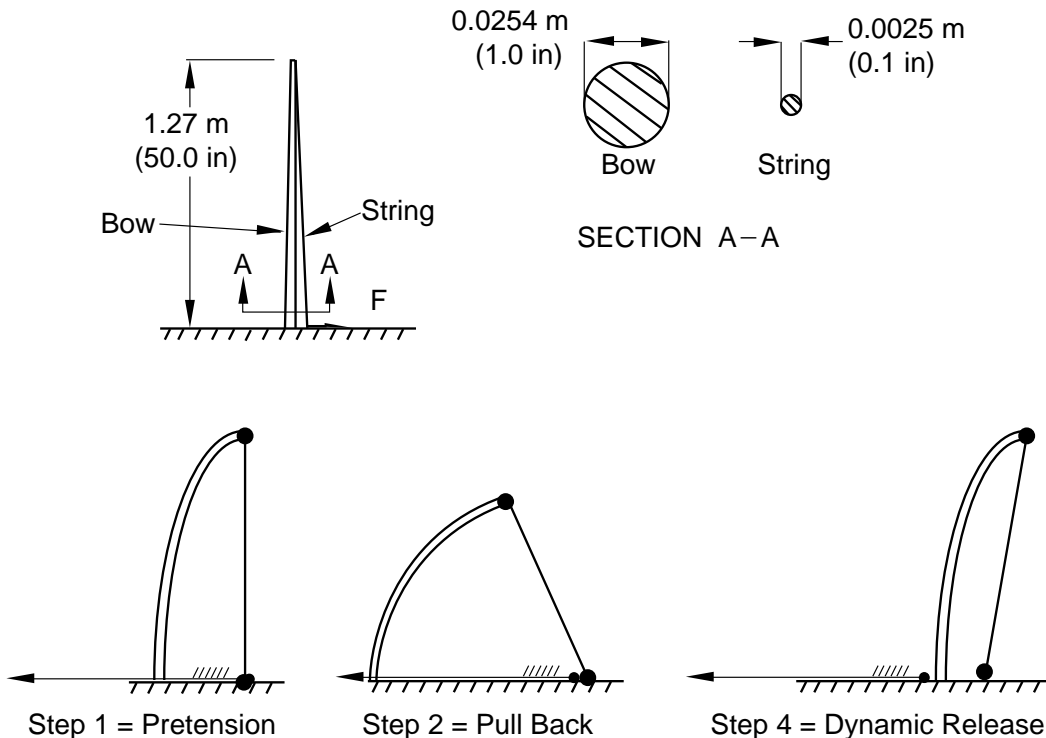 0.0254 m
(1.0 in)
0.0025 m
(0.1 in)
1.27 m
(50.0 in)
Bow
String
Bow
String
SECTION A–A
A
A
F
Step 1 = Pretension
Step 2 = Pull Back
Step 4 = Dynamic Release